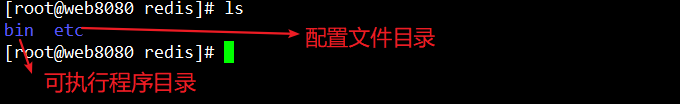 [root@web8080 redis]# ls
bin  etc
配置文件目录
[root@web8080 redis]#
可执行程序目录